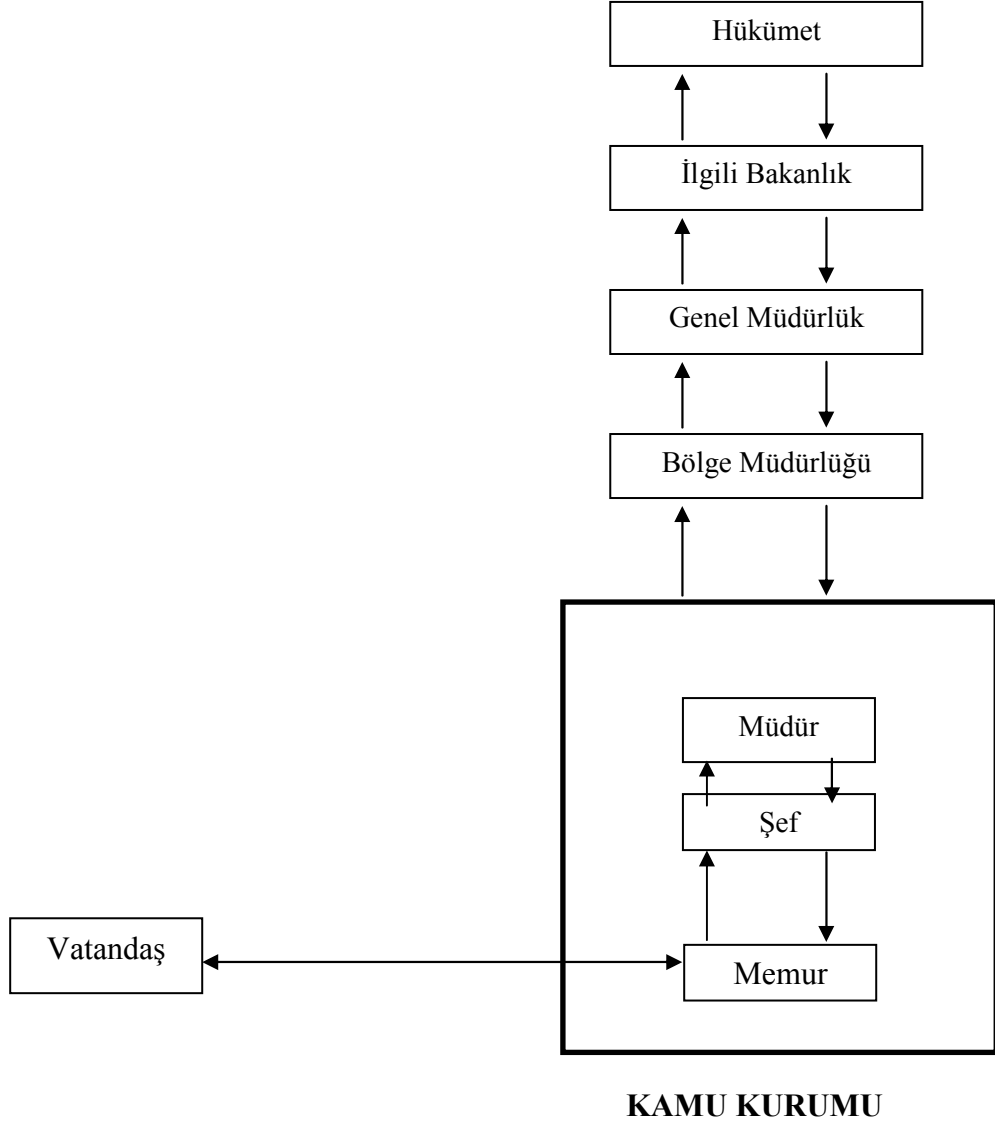 Hükümet
İlgili Bakanlık
Genel Müdürlük
Bölge Müdürlüğü
Müdür
Şef
Vatandaş
Memur
KAMU KURUMU